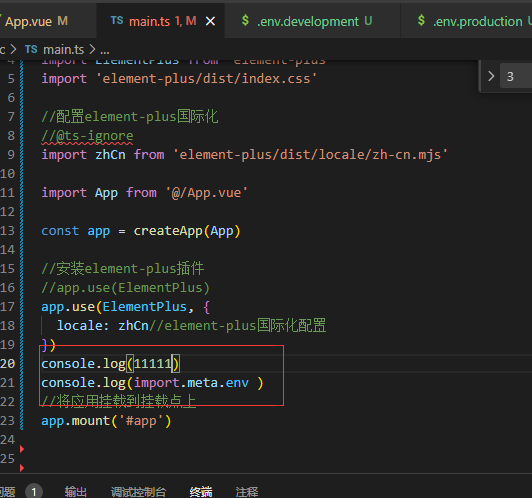 App.vue
TS main.ts 1, M
$ .env.development U
$ .env.production U
c > TS main.ts > ...
3
4 import ElementPlus from 'element-plus'
5 import 'element-plus/dist/index.css'
6
7 //配置element-plus国际化
8 //@ts-ignore
9 import zhCn from 'element-plus/dist/locale/zh-cn.mjs'
10
11 import App from '@/App.vue'
12
13 const app = createApp(App)
14
15 //安装element-plus插件
16 //app.use(ElementPlus)
17 app.use(ElementPlus, {
18 locale: zhCn//element-plus国际化配置
19 })
20 console.log(11111)
21 console.log(import.meta.env )
22 //将应用挂载到挂载点上
23 app.mount('#app')
24
25
问题 1 输出 调试控制台 终端 注释